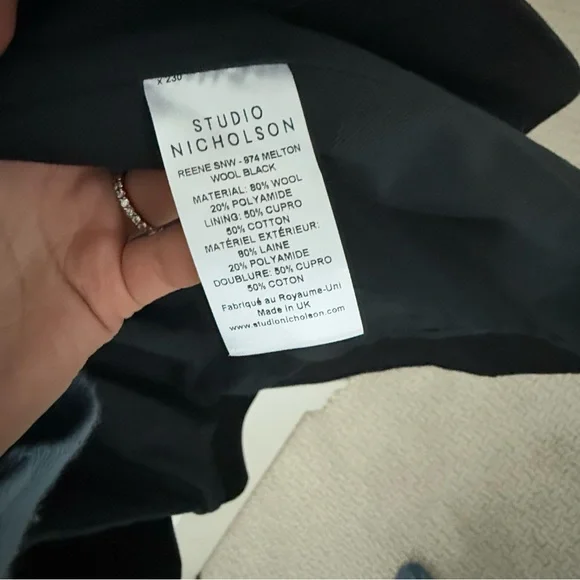 x 230
STUDIO
NICHOLSON
REENE SNW - 974 MELTON
WOOL BLACK
MATERIAL: 80% WOOL
20% POLYAMIDE
LINING: 50% CUPRO
50% COTTON
MATÉRIEL EXTÉRIEUR:
80% LAINE
20% POLYAMIDE
DOUBLURE: 50% CUPRO
50% COTON
Fabriqué au Royaume-Uni
Made in UK
www.studionicholson.com